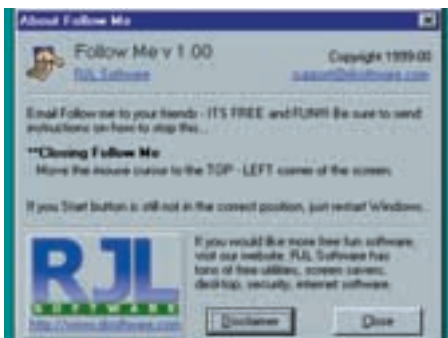 About Follow Me
Follow Me v 1.00
Copyright 1999-00
RJL Software
support@rjlsoftware.com
Email Follow me to your friends - ITS FREE and FUN!!! Be sure to send
instructions on how to stop this...
**Closing Follow Me
Move the mouse cursor to the TOP - LEFT corner of the screen.
If you Start button is still not in the correct position, just restart Windows.
RJL
SOFTWARE
http://www.rjlsoftware.com
If you would like more free fun software,
visit our website. RJL Software has
tons of free utilities, screen savers,
desktop, security, internet software.
Disclaimer
Close